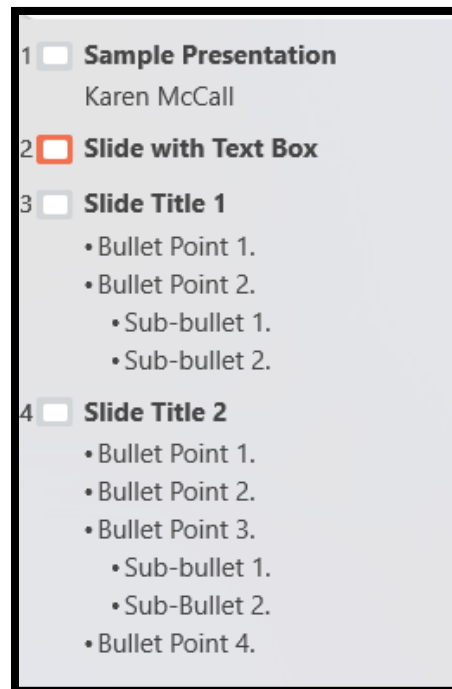 1 Sample Presentation
Karen McCall
2 Slide with Text Box
3 Slide Title 1
• Bullet Point 1.
• Bullet Point 2.
• Sub-bullet 1.
• Sub-bullet 2.
4 Slide Title 2
• Bullet Point 1.
• Bullet Point 2.
• Bullet Point 3.
• Sub-bullet 1.
• Sub-Bullet 2.
• Bullet Point 4.